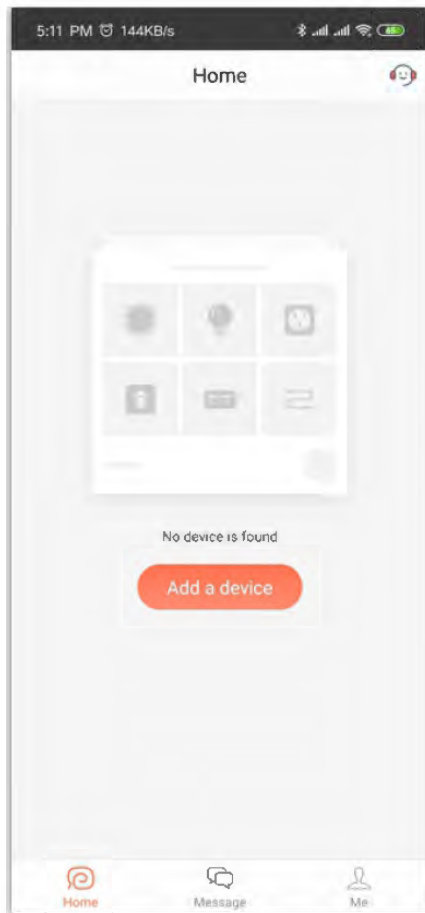 5:11 PM 144KB/s
Home
No device is found
Add a device
Home Message Me